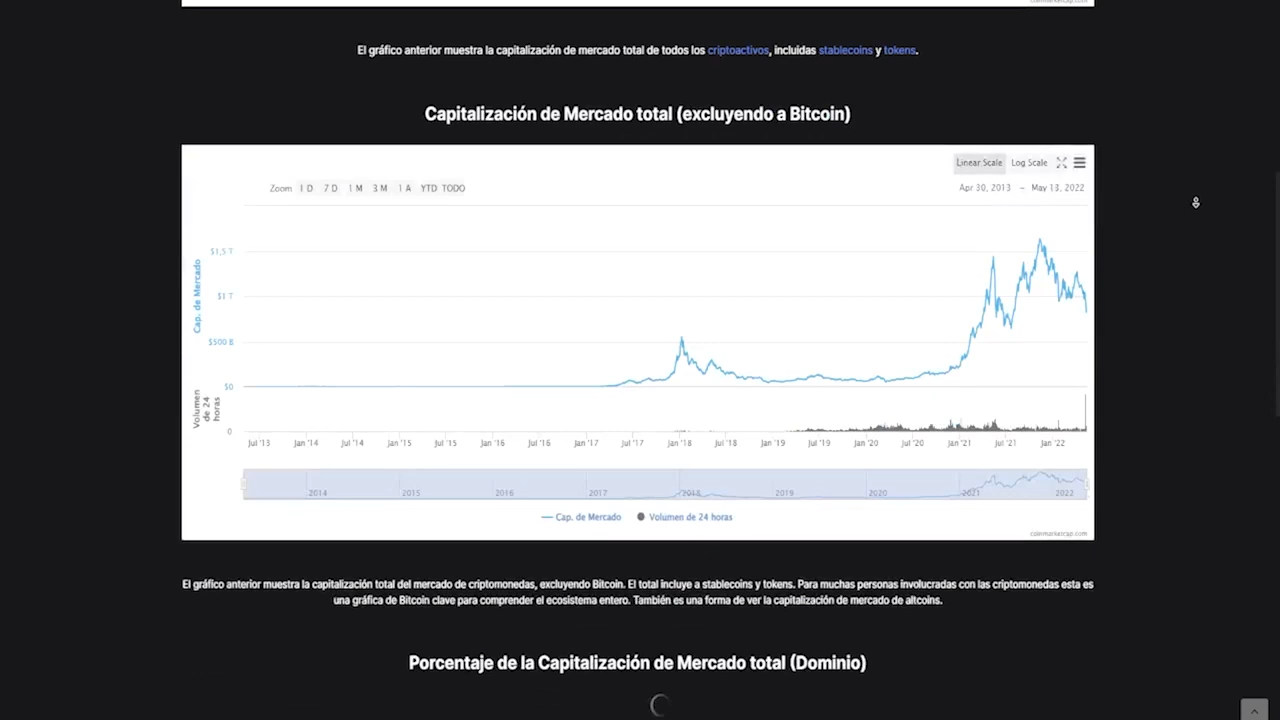 coinmarketcap.com
El gráfico anterior muestra la capitalización de mercado total de todos los criptoactivos, incluidas stablecoins y tokens.
Capitalización de Mercado total (excluyendo a Bitcoin)
Linear Scale Log Scale
Zoom 1 D 7 D 1 M 3 M 1 A YTD TODO
Apr 30, 2013 – May 13, 2022
Cap. de Mercado
$1,5 T
$1 T
$500 B
$0
Volumen
de 24
horas
0
Jul '13 Jan '14 Jul '14 Jan '15 Jul '15 Jan '16 Jul '16 Jan '17 Jul '17 Jan '18 Jul '18 Jan '19 Jul '19 Jan '20 Jul '20 Jan '21 Jul '21 Jan '22
2014 2015 2016 2017 2018 2019 2020 2021 2022
Cap. de Mercado Volumen de 24 horas
coinmarketcap.com
El gráfico anterior muestra la capitalización total del mercado de criptomonedas, excluyendo Bitcoin. El total incluye a stablecoins y tokens. Para muchas personas involucradas con las criptomonedas esta es
una gráfica de Bitcoin clave para comprender el ecosistema entero. También es una forma de ver la capitalización de mercado de altcoins.
Porcentaje de la Capitalización de Mercado total (Dominio)